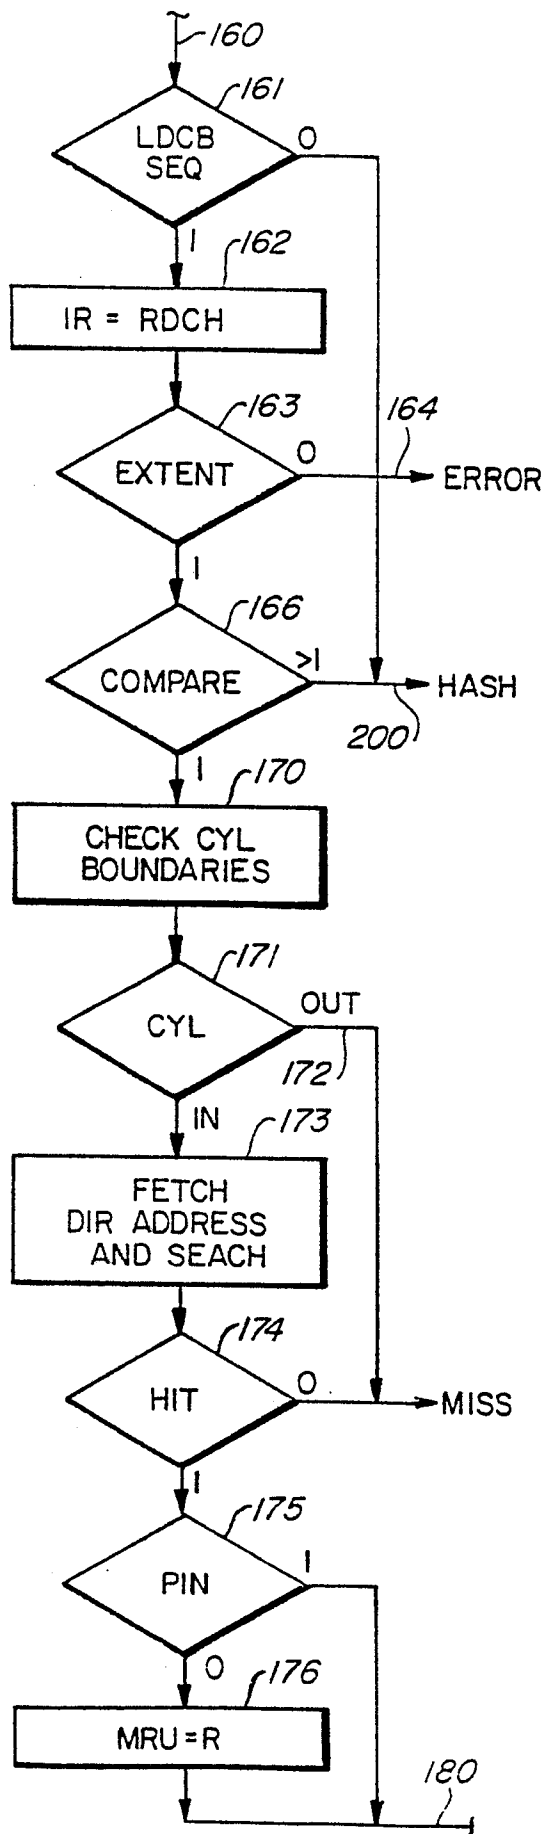 160
161
LDCB
SEQ
0
1
162
IR = RDCH
163
EXTENT
0
164
ERROR
1
166
COMPARE
>1
HASH
200
1
170
CHECK CYL
BOUNDARIES
171
CYL
OUT
172
IN
173
FETCH
DIR ADDRESS
AND SEACH
174
HIT
0
MISS
1
175
PIN
1
0
176
MRU=R
180